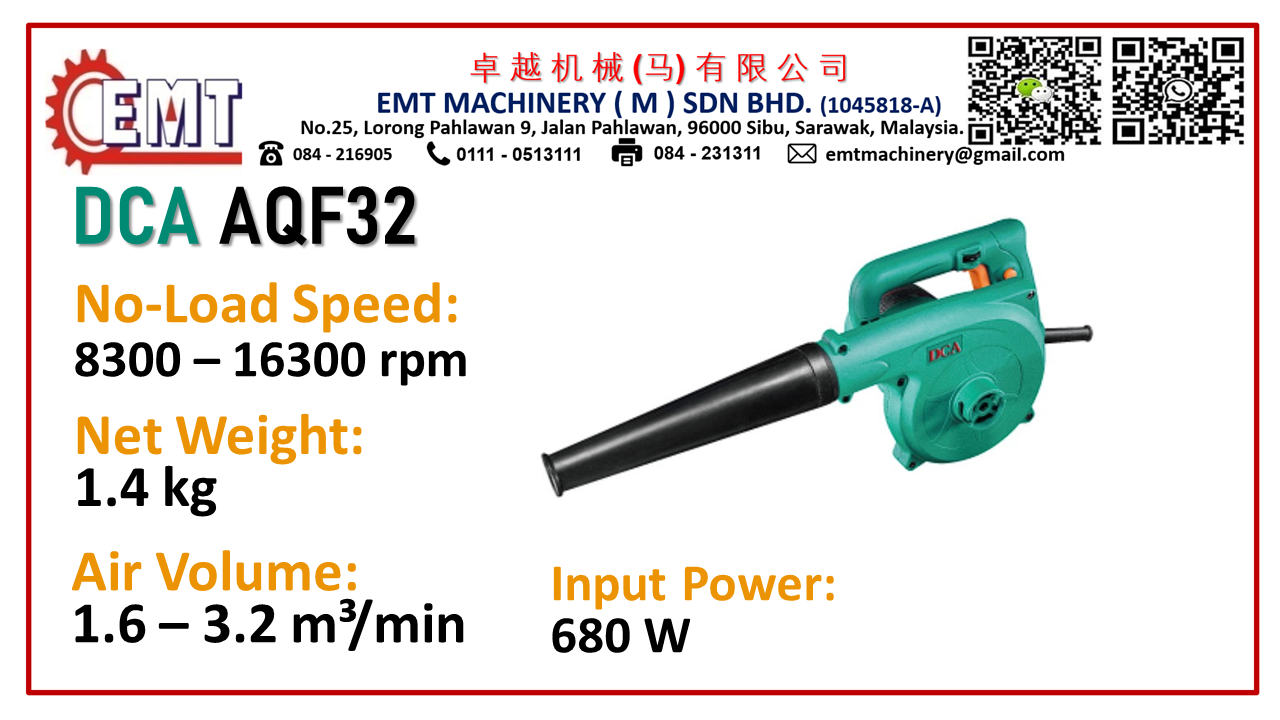 EMT
卓越机械(马)有限公司
EMT MACHINERY ( M ) SDN BHD. (1045818-A)
No.25, Lorong Pahlawan 9, Jalan Pahlawan, 96000 Sibu, Sarawak, Malaysia.
084 - 216905 0111 - 0513111 084 - 231311 emtmachinery@gmail.com
DCA AQF32
No-Load Speed:
8300 – 16300 rpm
DCA
Net Weight:
1.4 kg
Air Volume:
1.6 – 3.2 m³/min
Input Power:
680 W